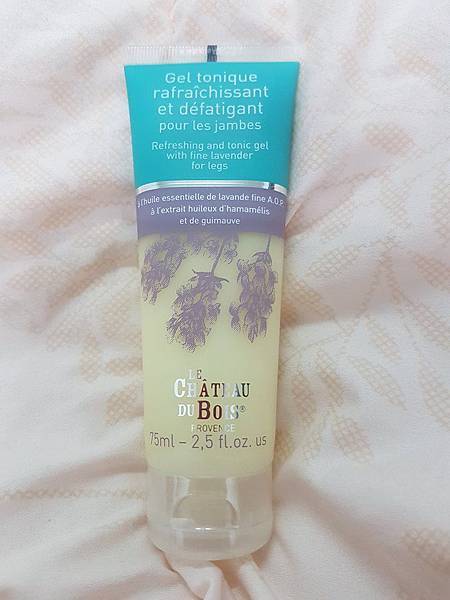 Gel tonique
rafraîchissant
et défatigant
pour les jambes
Refreshing and tonic gel
with fine lavender
for legs
à l'huile essentielle de lavande fine A.O.P.
à l'extrait huileux d'hamamélis
et de guimauve
LE
CHÂTEAU
DU BOIS®
PROVENCE
75ml – 2,5 fl.oz. us